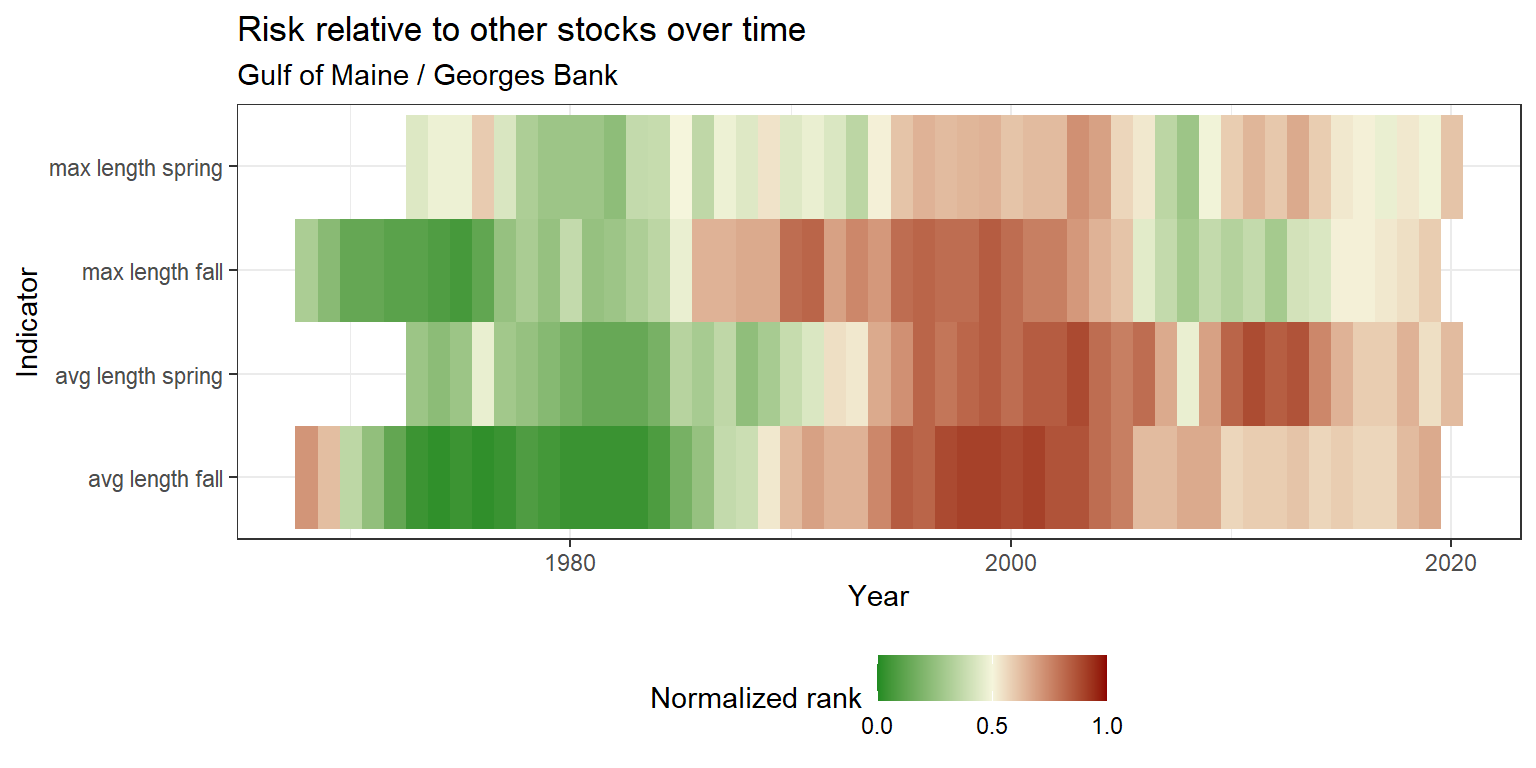 Risk relative to other stocks over time
Gulf of Maine / Georges Bank
Indicator
max length spring
max length fall
avg length spring
avg length fall
1980 2000 2020
Year
Normalized rank
0.0 0.5 1.0